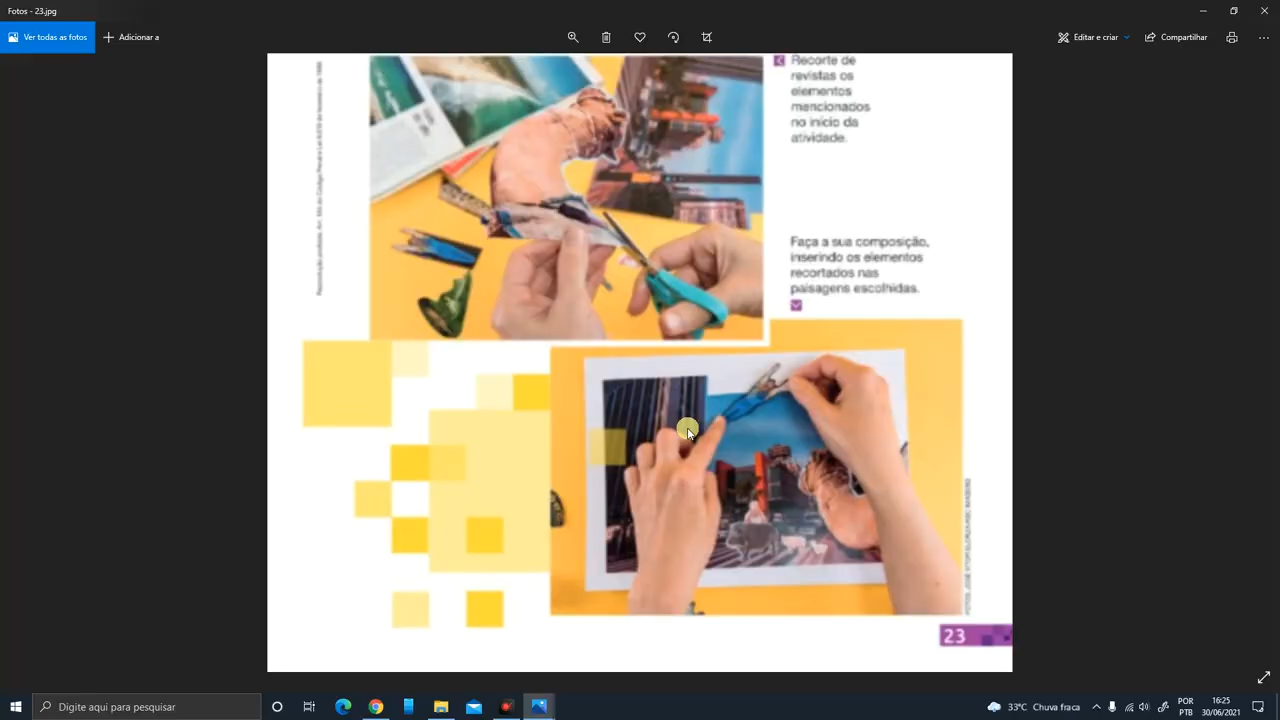 Fotos - 23.jpg
Ver todas as fotos
Adicionar a
Editar e criar
Compartilhar
Recorte de
revistas os
elementos
mencionados
no início da
atividade.
Faça a sua composição,
inserindo os elementos
recortados nas
paisagens escolhidas.
23
Digite aqui para pesquisar
33°C Chuva fraca
POR
PTB
16:25
30/06/2021